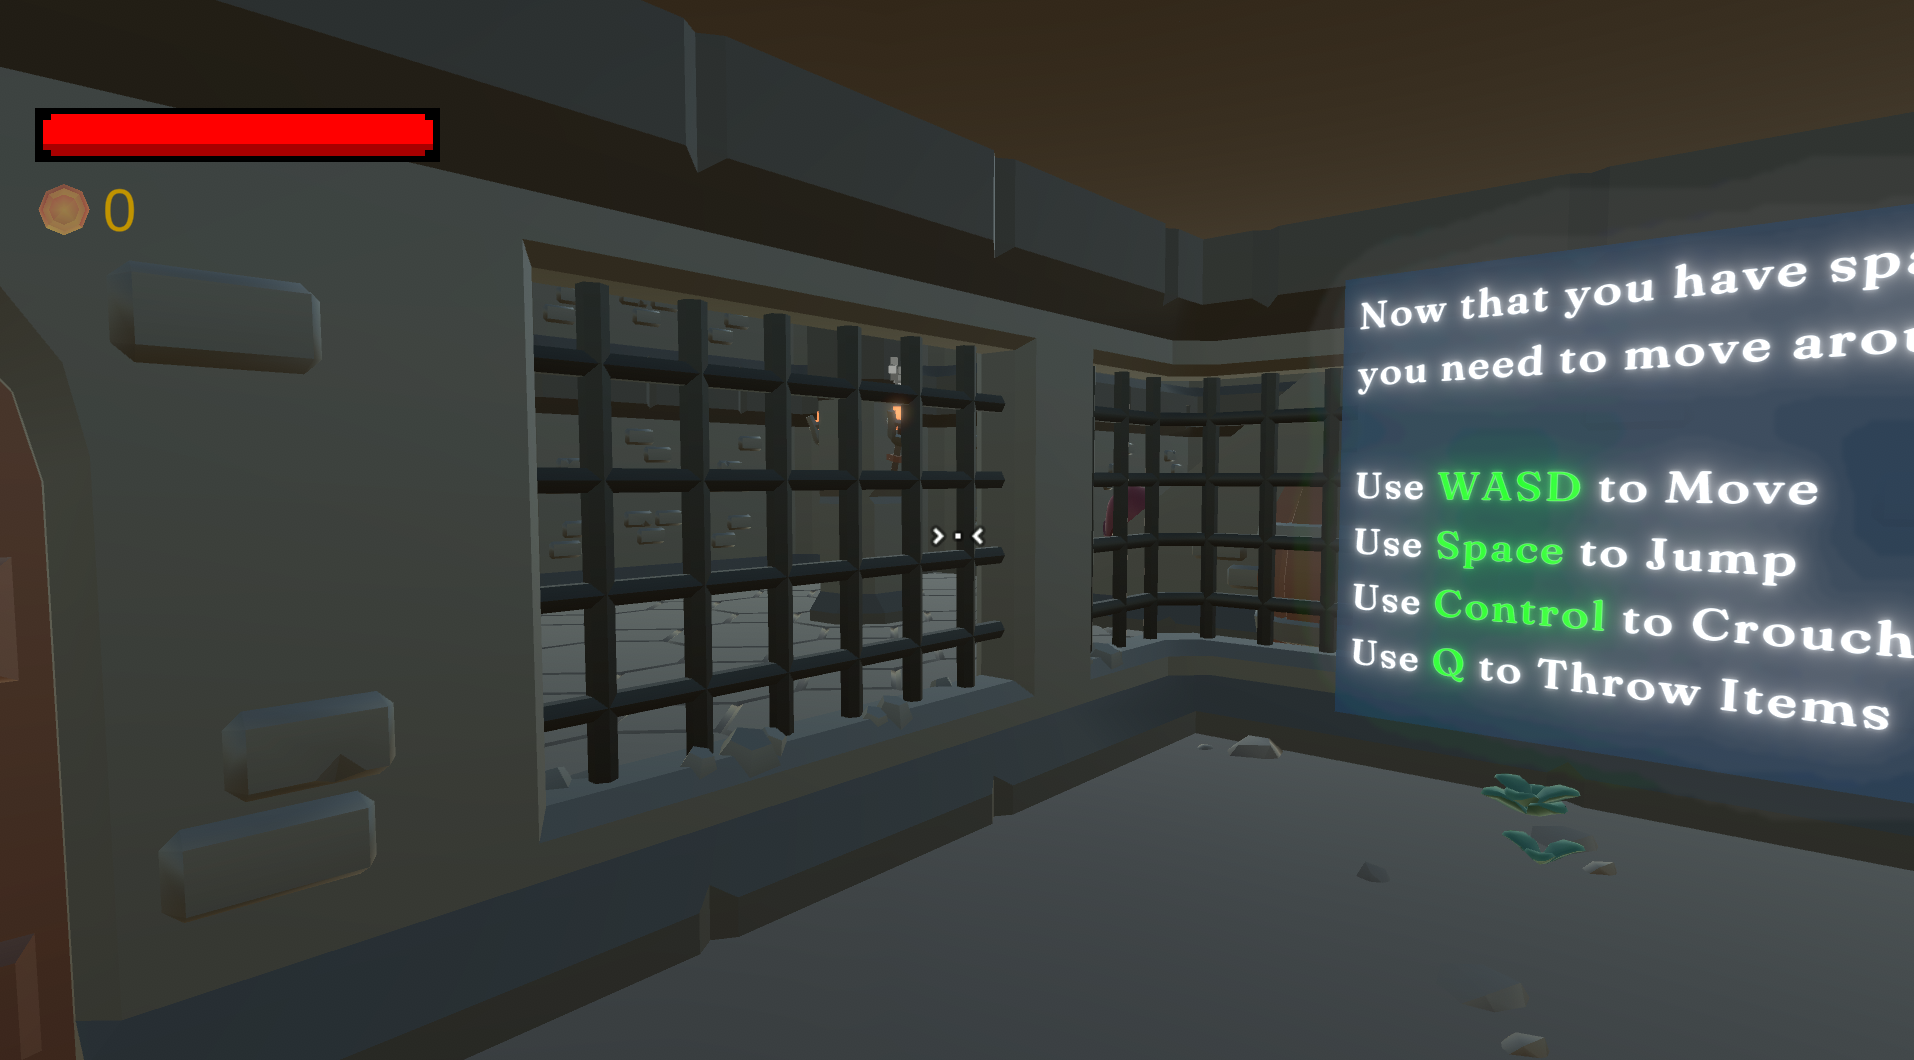 0
Now that you have
you need to move
Use WASD to Move
Use Space to Jump
Use Control to Crouch
Use Q to Throw Items